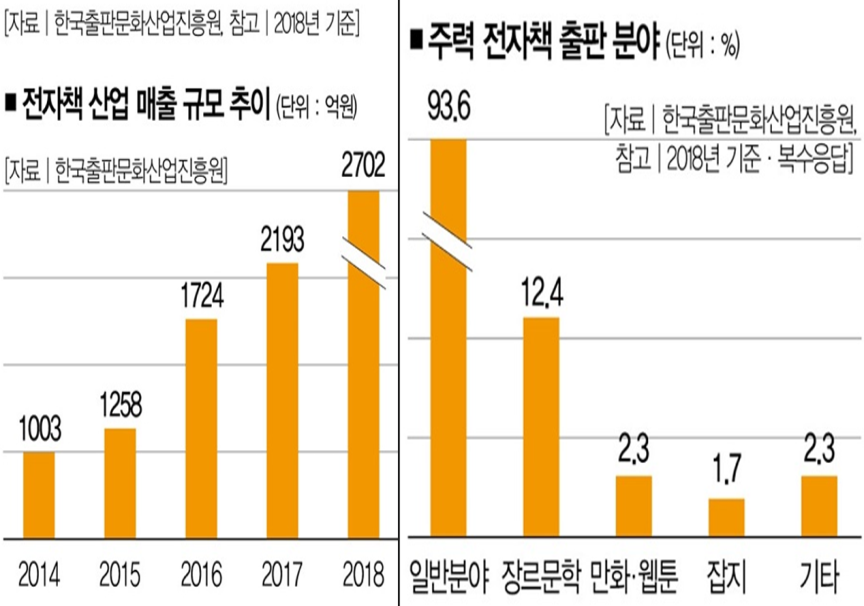 [자료 | 한국출판문화산업진흥원, 참고 | 2018년 기준]
■ 전자책 산업 매출 규모 추이 (단위 : 억원)
[자료 | 한국출판문화산업진흥원]
1003
1258
1724
2193
2702
2014
2015
2016
2017
2018
■ 주력 전자책 출판 분야 (단위 : %)
[자료 | 한국출판문화산업진흥원,
참고 | 2018년 기준 · 복수응답]
93.6
12.4
2.3
1.7
2.3
일반분야
장르문학
만화·웹툰
잡지
기타